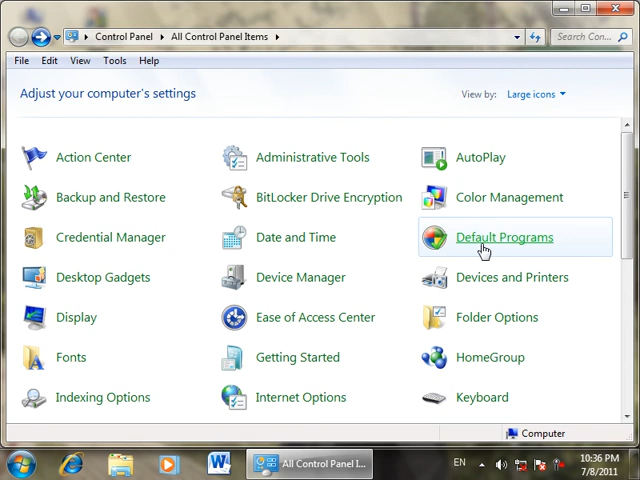 Control Panel
All Control Panel Items
Search Con...
File Edit View Tools Help
Adjust your computer's settings
View by: Large icons
Action Center
Administrative Tools
AutoPlay
Backup and Restore
BitLocker Drive Encryption
Color Management
Credential Manager
Date and Time
Default Programs
Desktop Gadgets
Device Manager
Devices and Printers
Display
Ease of Access Center
Folder Options
Fonts
Getting Started
HomeGroup
Indexing Options
Internet Options
Keyboard
Computer
All Control Panel I...
EN
10:36 PM
7/8/2011